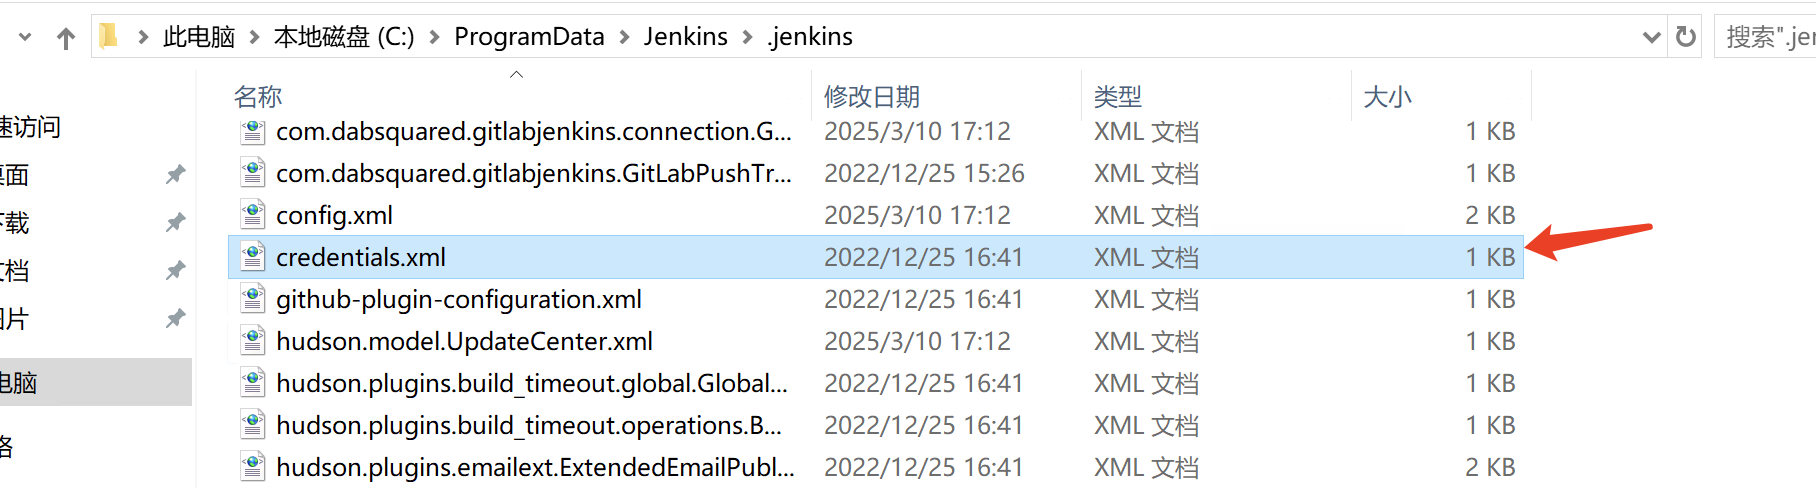 此电脑 本地磁盘 (C:) ProgramData Jenkins .jenkins 搜索".jer
名称 修改日期 类型 大小
com.dabsquared.gitlabjenkins.connection.G... 2025/3/10 17:12 XML 文档 1 KB
com.dabsquared.gitlabjenkins.GitLabPushTr... 2022/12/25 15:26 XML 文档 1 KB
config.xml 2025/3/10 17:12 XML 文档 2 KB
credentials.xml 2022/12/25 16:41 XML 文档 1 KB
github-plugin-configuration.xml 2022/12/25 16:41 XML 文档 1 KB
hudson.model.UpdateCenter.xml 2025/3/10 17:12 XML 文档 1 KB
hudson.plugins.build_timeout.global.Global... 2022/12/25 16:41 XML 文档 1 KB
hudson.plugins.build_timeout.operations.B... 2022/12/25 16:41 XML 文档 1 KB
hudson.plugins.emailext.ExtendedEmailPubl... 2022/12/25 16:41 XML 文档 2 KB
速访问
桌面
下载
文档
图片
电脑
络